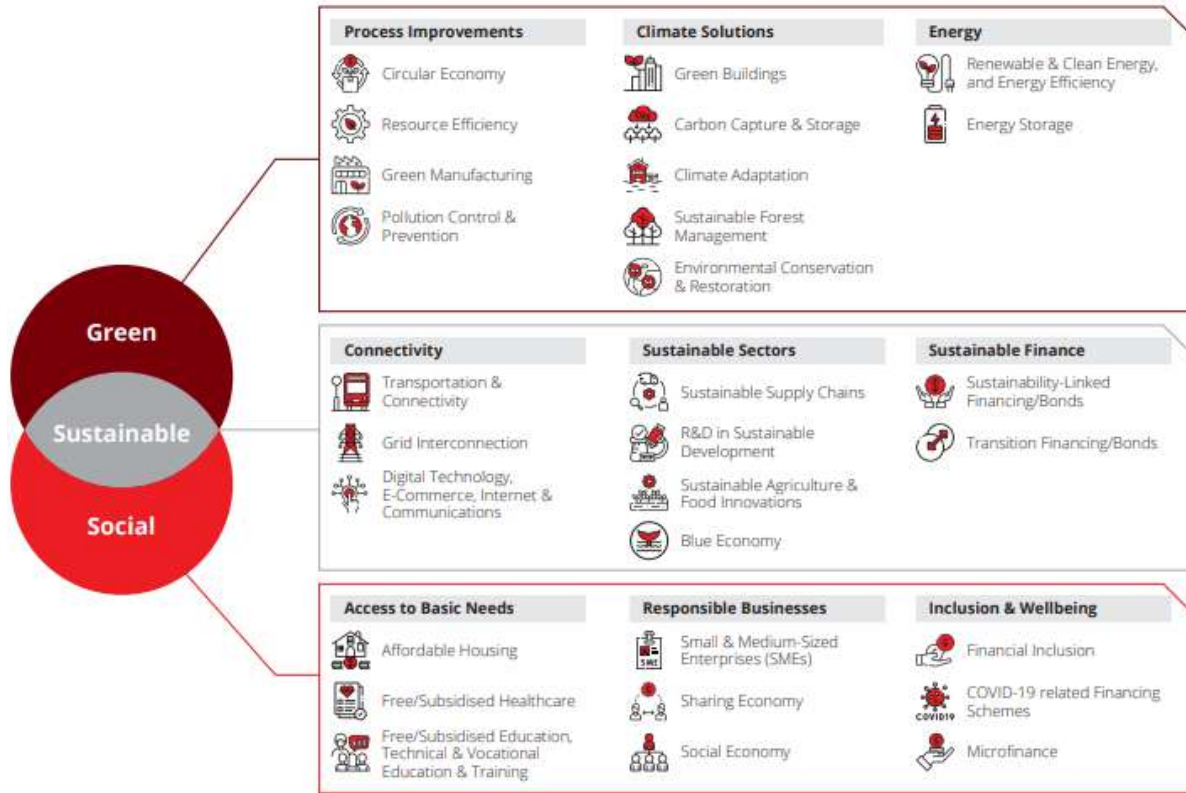 Green
Sustainable
Social
Process Improvements
Circular Economy
Resource Efficiency
Green Manufacturing
Pollution Control &
Prevention
Climate Solutions
Green Buildings
Carbon Capture & Storage
Climate Adaptation
Sustainable Forest
Management
Environmental Conservation
& Restoration
Energy
Renewable & Clean Energy,
and Energy Efficiency
Energy Storage
Connectivity
Transportation &
Connectivity
Grid Interconnection
Digital Technology,
E-Commerce, Internet &
Communications
Sustainable Sectors
Sustainable Supply Chains
R&D in Sustainable
Development
Sustainable Agriculture &
Food Innovations
Blue Economy
Sustainable Finance
Sustainability-Linked
Financing/Bonds
Transition Financing/Bonds
Access to Basic Needs
Affordable Housing
Free/Subsidised Healthcare
Free/Subsidised Education,
Technical & Vocational
Education & Training
Responsible Businesses
SME
Small & Medium-Sized
Enterprises (SMEs)
Sharing Economy
Social Economy
Inclusion & Wellbeing
Financial Inclusion
COVID19
COVID-19 related Financing
Schemes
Microfinance